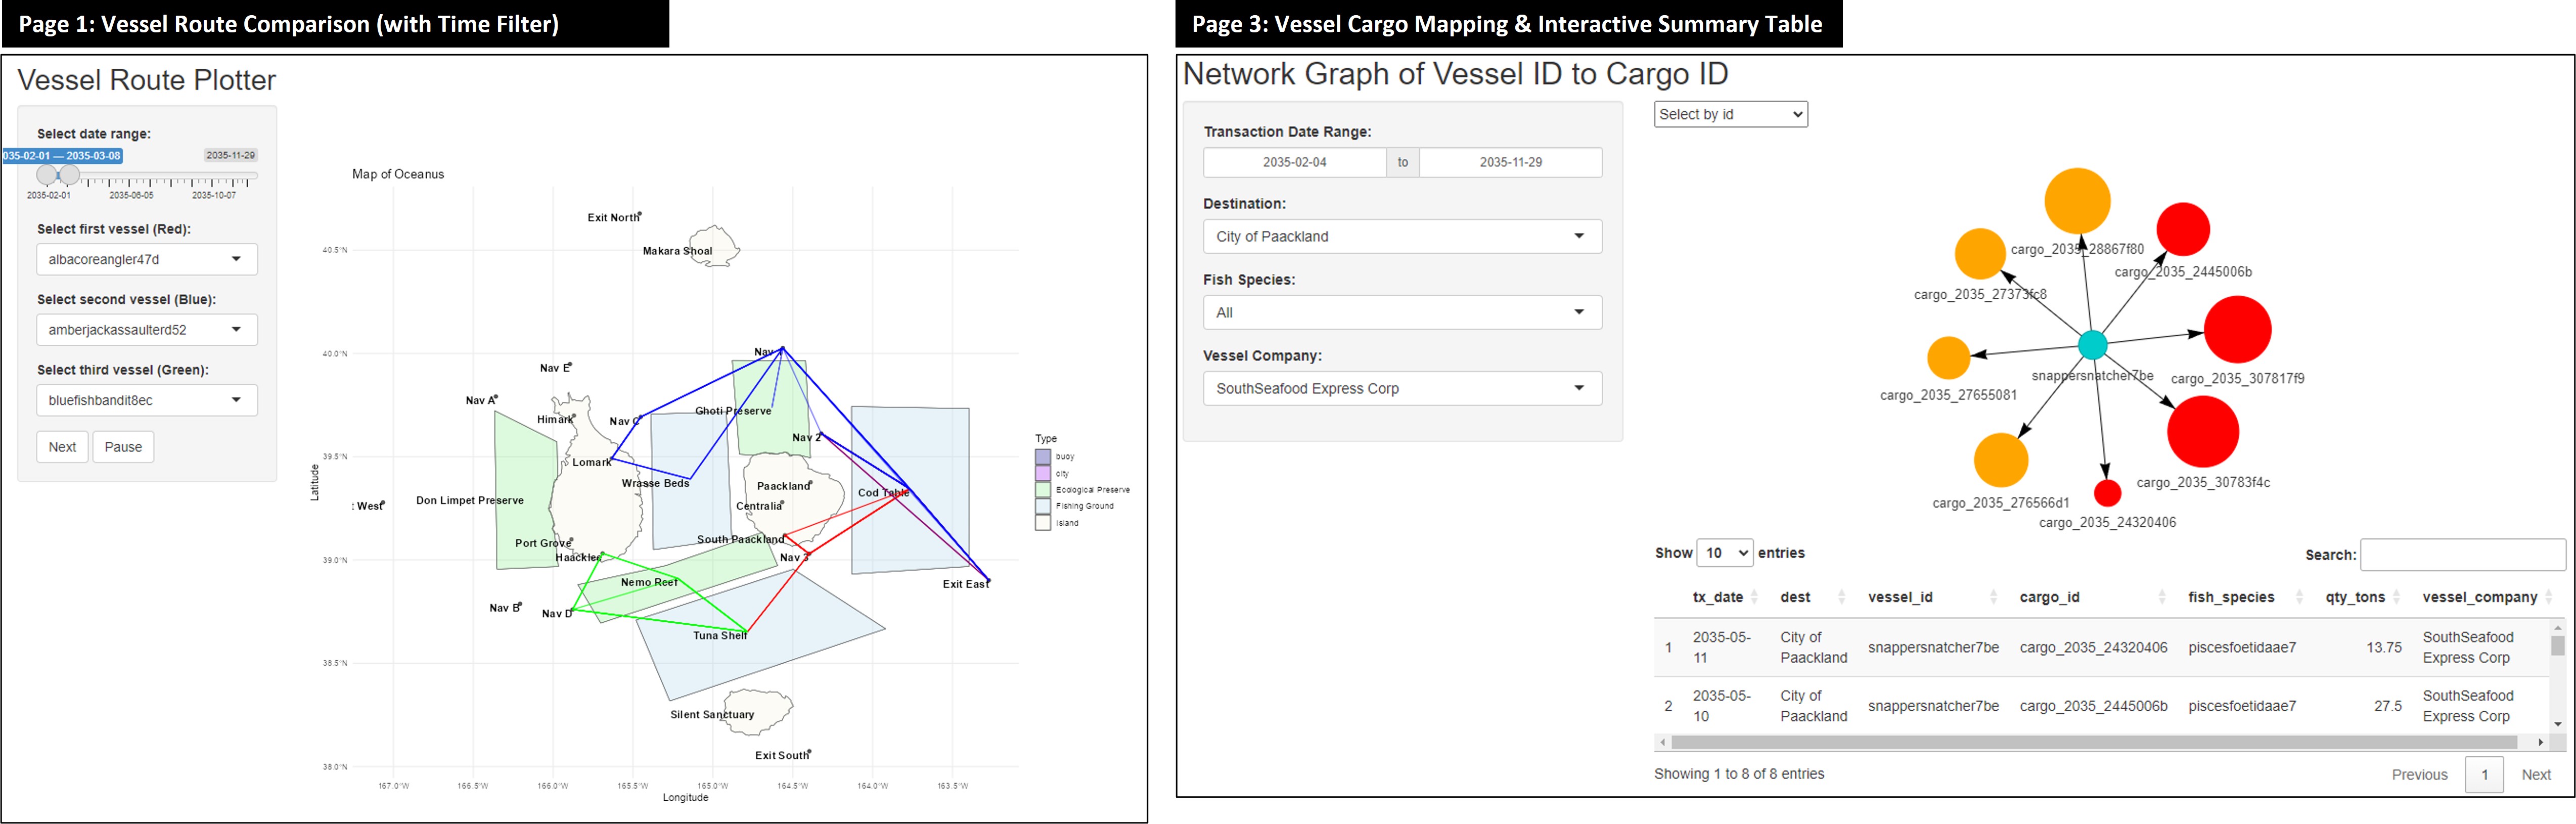 Page 1: Vessel Route Comparison (with Time Filter)
Vessel Route Plotter
Select date range:
035-02-01 — 2035-03-08
2035-11-29
2035-02-01 2035-06-05 2035-10-07
Select first vessel (Red):
albacoreangler47d
Select second vessel (Blue):
amberjackassaulterd52
Select third vessel (Green):
bluefishbandit8ec
Next Pause
Map of Oceanus
Exit North
Makara Shoal
40.5°N
Nav
40.0°N
Nav E
Nav A
Ghoti Preserve
Himark
Nav C
Nav 2
39.5°N
Lomark
Wrasse Beds
Paackland
Cod Table
Don Limpet Preserve
: West
Centralia
Port Grove
South Paackland
Haacklee
Nav 3
39.0°N
Nemo Reef
Exit East
Nav B
Nav D
Tuna Shelf
38.5°N
Silent Sanctuary
Exit South
38.0°N
167.0°W 166.5°W 166.0°W 165.5°W 165.0°W 164.5°W 164.0°W 163.5°W
Longitude
Latitude
Type
buoy
city
Ecological Preserve
Fishing Ground
Island
Page 3: Vessel Cargo Mapping & Interactive Summary Table
Network Graph of Vessel ID to Cargo ID
Transaction Date Range:
2035-02-04 to 2035-11-29
Destination:
City of Paackland
Fish Species:
All
Vessel Company:
SouthSeafood Express Corp
Select by id
cargo_2035_28867f80
cargo_2035_2445006b
cargo_2035_27373fc8
snappersnatcher7be
cargo_2035_307817f9
cargo_2035_27655081
cargo_2035_30783f4c
cargo_2035_276566d1
cargo_2035_24320406
Show 10 entries
Search:
tx_date dest vessel_id cargo_id fish_species qty_tons vessel_company
1 2035-05-11 City of Paackland snappersnatcher7be cargo_2035_24320406 piscesfoetidaae7 13.75 SouthSeafood Express Corp
2 2035-05-10 City of Paackland snappersnatcher7be cargo_2035_2445006b piscesfoetidaae7 27.5 SouthSeafood Express Corp
Showing 1 to 8 of 8 entries
Previous 1 Next